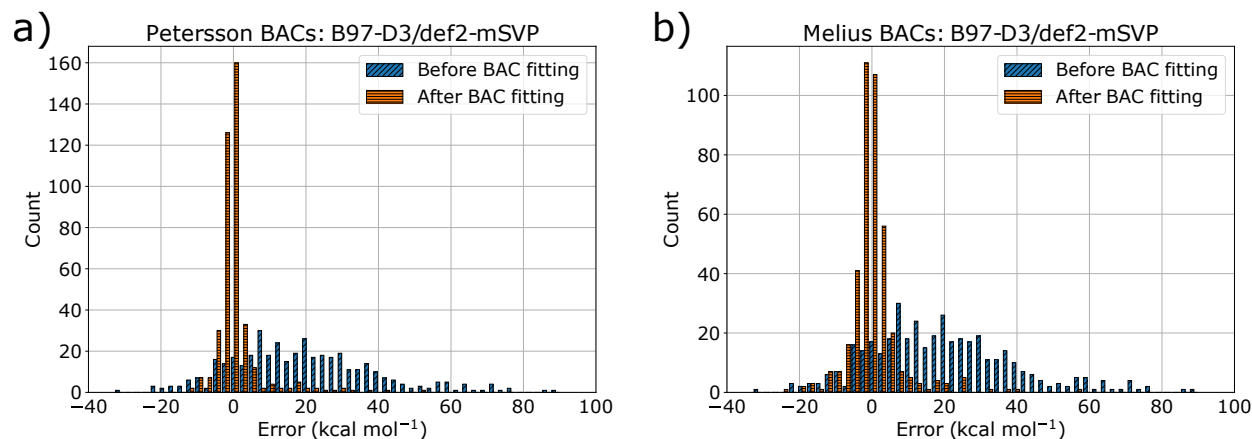 a)
Petersson BACs: B97-D3/def2-mSVP
Before BAC fitting
After BAC fitting
Count
160
140
120
100
80
60
40
20
0
−40 −20 0 20 40 60 80 100
Error (kcal mol⁻¹)
b)
Melius BACs: B97-D3/def2-mSVP
Before BAC fitting
After BAC fitting
Count
100
80
60
40
20
0
−40 −20 0 20 40 60 80 100
Error (kcal mol⁻¹)